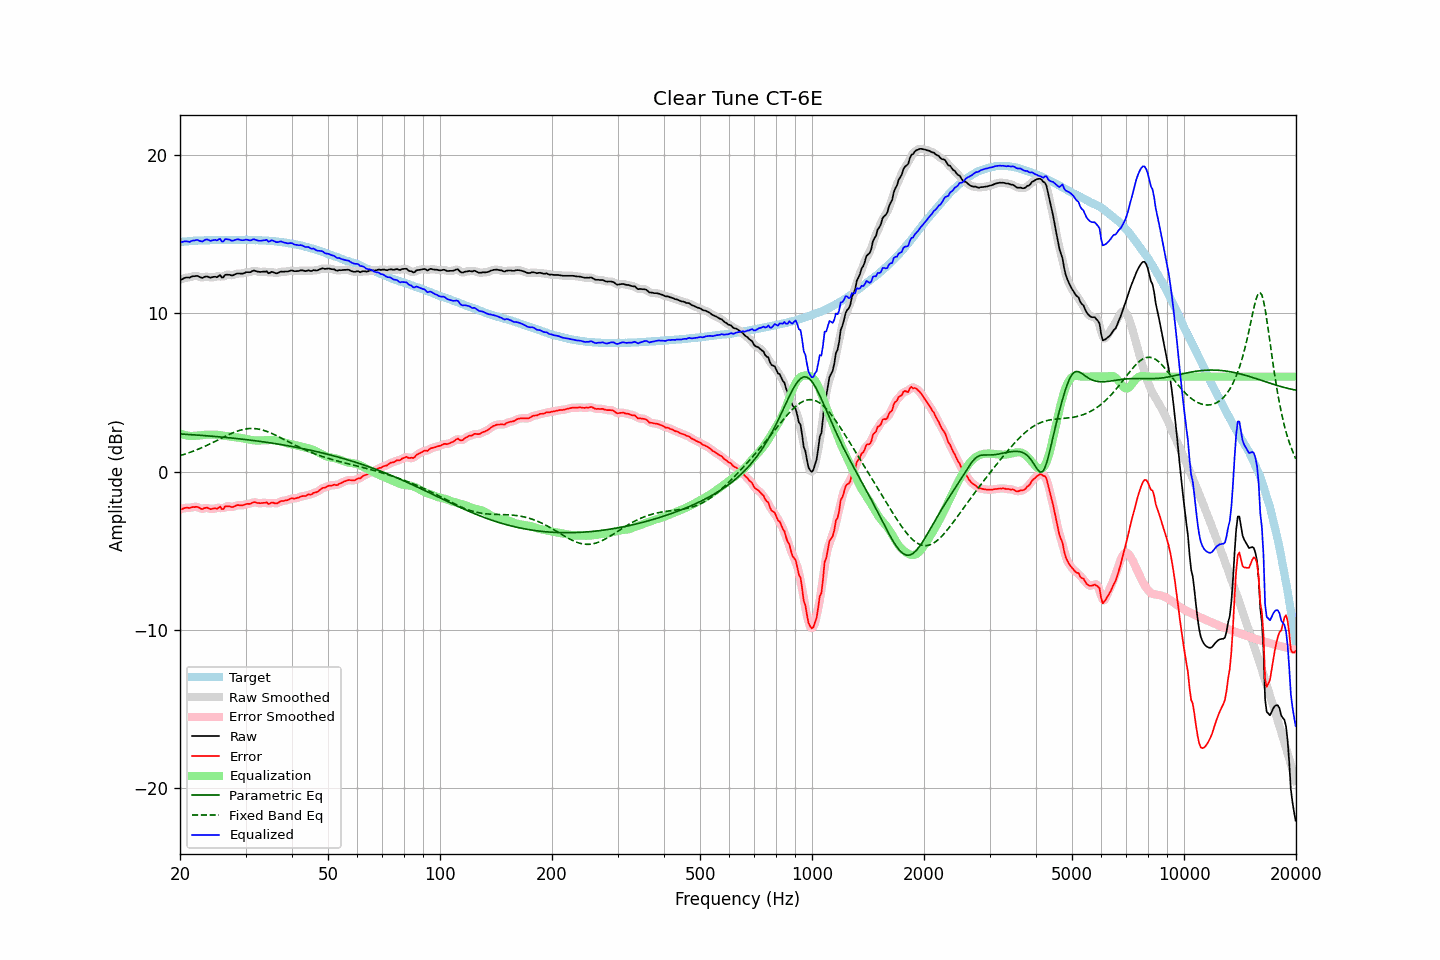 Clear Tune CT-6E
Amplitude (dBr)
20
10
0
−10
−20
Target
Raw Smoothed
Error Smoothed
Raw
Error
Equalization
Parametric Eq
Fixed Band Eq
Equalized
20 50 100 200 500 1000 2000 5000 10000 20000
Frequency (Hz)